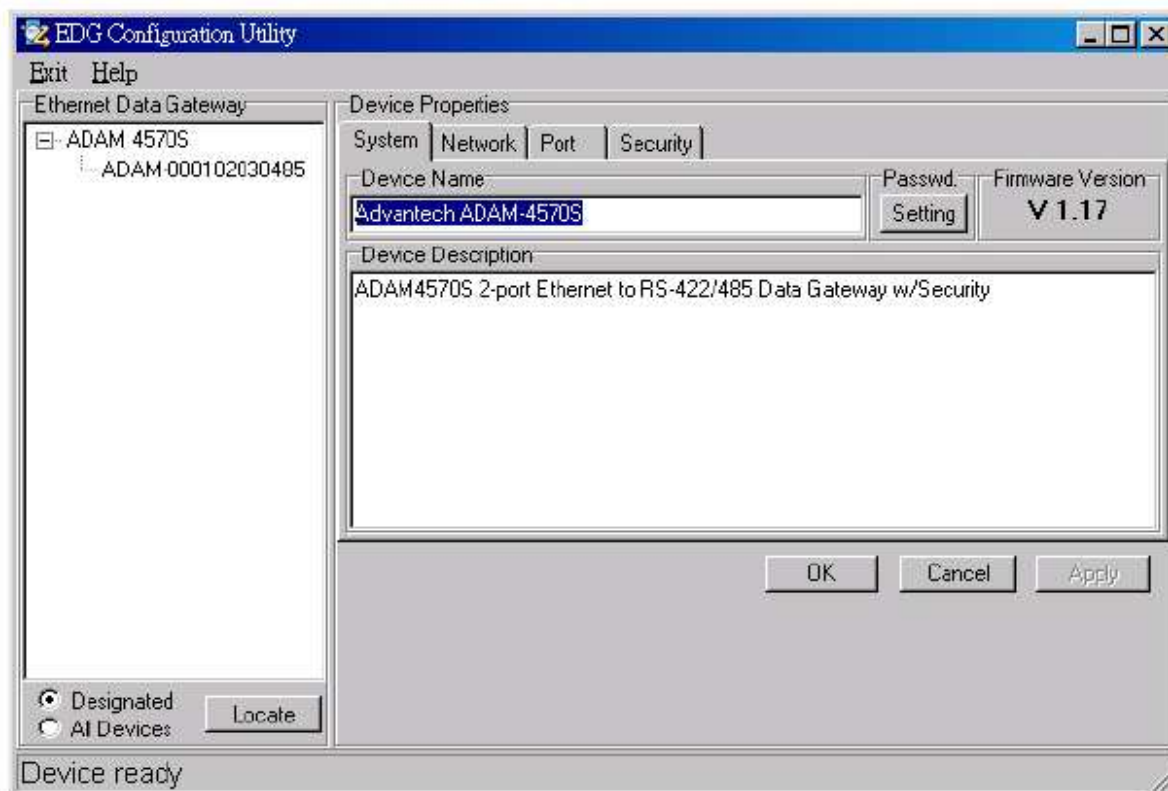 EDG Configuration Utility
Exit Help
Ethernet Data Gateway
ADAM 4570S
ADAM-000102030485
Designated
All Devices
Locate
Device Properties
System Network Port Security
Device Name
Advantech ADAM-4570S
Passwd.
Setting
Firmware Version
V 1.17
Device Description
ADAM4570S 2-port Ethernet to RS-422/485 Data Gateway w/Security
OK Cancel Apply
Device ready